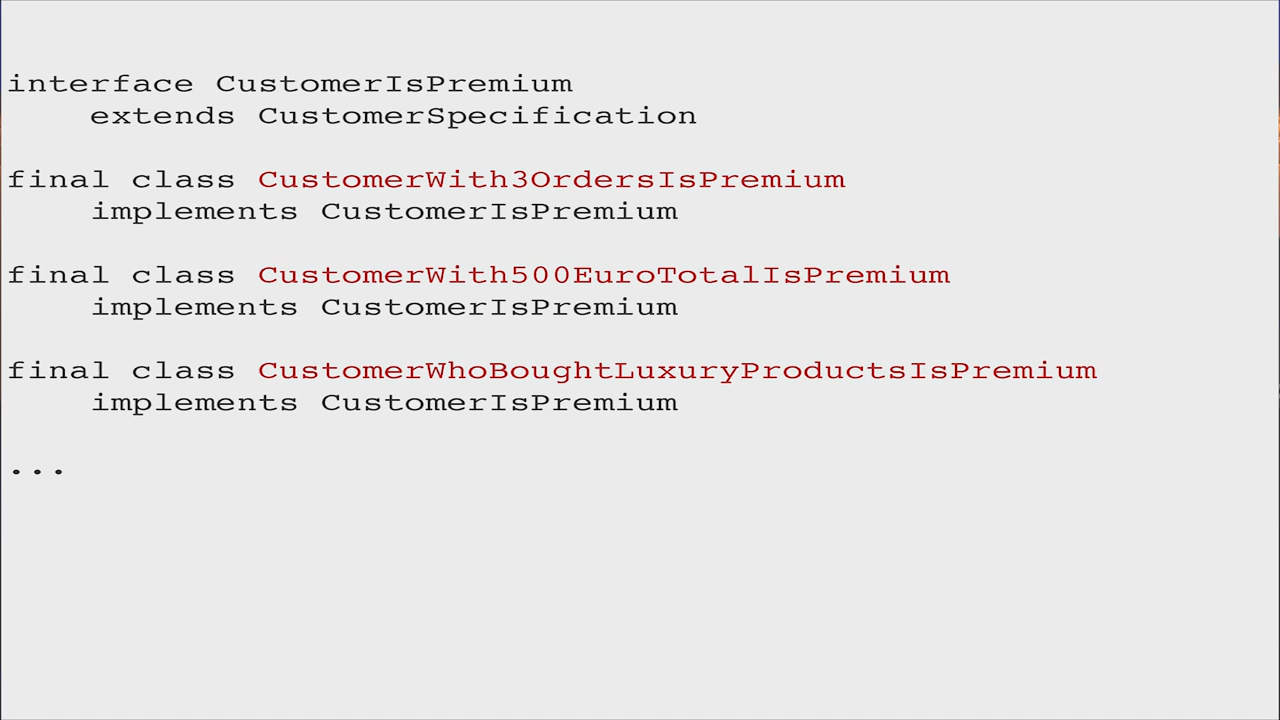 interface CustomerIsPremium
extends CustomerSpecification
final class CustomerWith3OrdersIsPremium
implements CustomerIsPremium
final class CustomerWith500EuroTotalIsPremium
implements CustomerIsPremium
final class CustomerWhoBoughtLuxuryProductsIsPremium
implements CustomerIsPremium
...